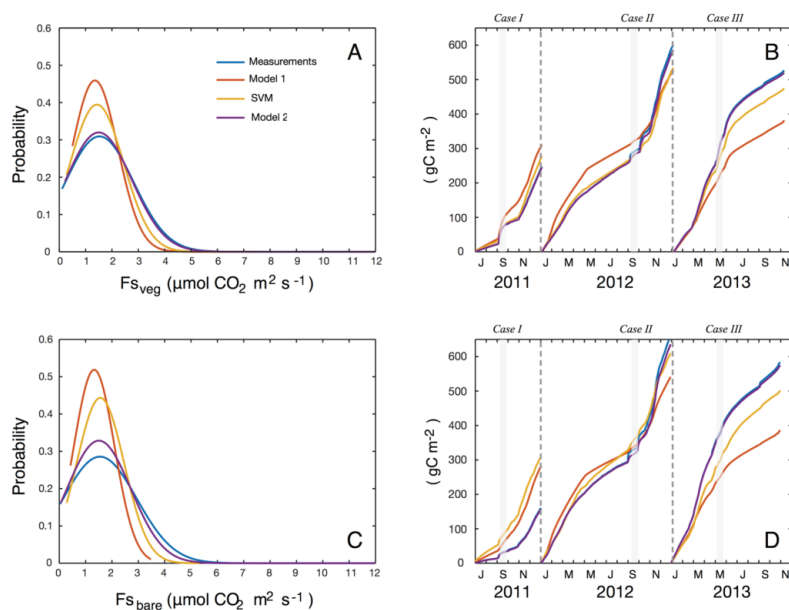 A
Measurements
Model 1
SVM
Model 2
Probability
0.6
0.5
0.4
0.3
0.2
0.1
0
0 1 2 3 4 5 6 7 8 9 10 11 12
Fsveg (μmol CO2 m2 s -1)
Case I Case II Case III
B
( gC m-2 )
600
500
400
300
200
100
0
J S N J M M J S N J M M J S N
2011 2012 2013
C
Probability
0.6
0.5
0.4
0.3
0.2
0.1
0
0 1 2 3 4 5 6 7 8 9 10 11 12
Fsbare (μmol CO2 m2 s -1)
Case I Case II Case III
D
( gC m-2 )
600
500
400
300
200
100
0
J S N J M M J S N J M M J S N
2011 2012 2013